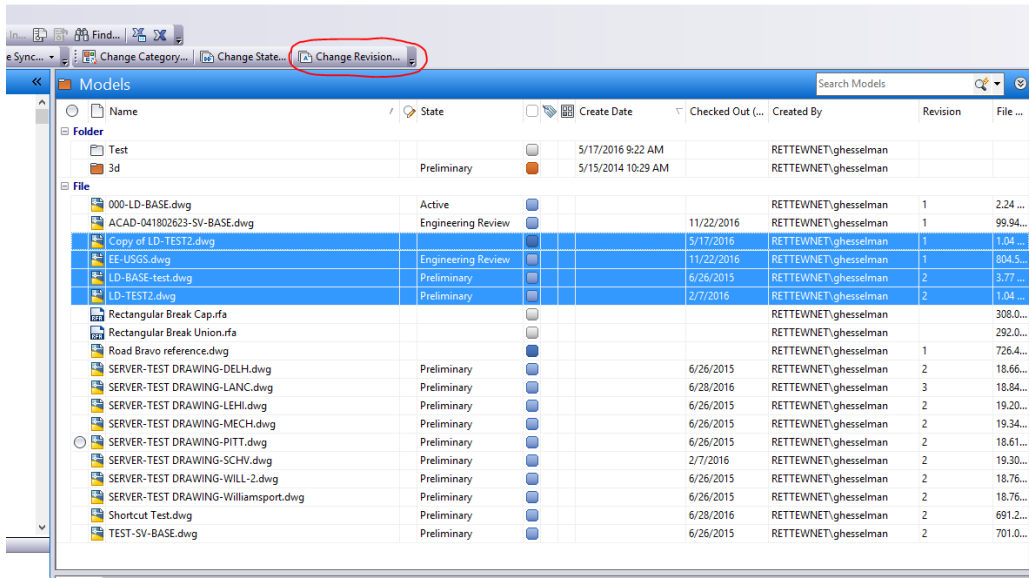 In... Find...
e Sync... Change Category... Change State... Change Revision...
Models Search Models
Name / State Create Date Checked Out (... Created By Revision File ...
Folder
Test 5/17/2016 9:22 AM RETTEWNET\ghesselman
3d Preliminary 5/15/2014 10:29 AM RETTEWNET\ghesselman
File
000-LD-BASE.dwg Active RETTEWNET\ghesselman 1 2.24 ...
ACAD-041802623-SV-BASE.dwg Engineering Review 11/22/2016 RETTEWNET\ghesselman 1 99.94...
Copy of LD-TEST2.dwg 5/17/2016 RETTEWNET\ghesselman 1 1.04 ...
EE-USGS.dwg Engineering Review 11/22/2016 RETTEWNET\ghesselman 1 804.5...
LD-BASE-test.dwg Preliminary 6/26/2015 RETTEWNET\ghesselman 2 3.77 ...
LD-TEST2.dwg Preliminary 2/7/2016 RETTEWNET\ghesselman 2 1.04 ...
Rectangular Break Cap.rfa RETTEWNET\ghesselman 308.0...
Rectangular Break Union.rfa RETTEWNET\ghesselman 292.0...
Road Bravo reference.dwg RETTEWNET\ghesselman 1 726.4...
SERVER-TEST DRAWING-DELH.dwg Preliminary 6/26/2015 RETTEWNET\ghesselman 2 18.66...
SERVER-TEST DRAWING-LANC.dwg Preliminary 6/28/2016 RETTEWNET\ghesselman 3 18.84...
SERVER-TEST DRAWING-LEHI.dwg Preliminary 6/26/2015 RETTEWNET\ghesselman 2 19.20...
SERVER-TEST DRAWING-MECH.dwg Preliminary 6/26/2015 RETTEWNET\ghesselman 2 19.34...
SERVER-TEST DRAWING-PITT.dwg Preliminary 6/26/2015 RETTEWNET\ghesselman 2 18.61...
SERVER-TEST DRAWING-SCHV.dwg Preliminary 2/7/2016 RETTEWNET\ghesselman 2 19.30...
SERVER-TEST DRAWING-WILL-2.dwg Preliminary 6/26/2015 RETTEWNET\ghesselman 2 18.76...
SERVER-TEST DRAWING-Williamsport.dwg Preliminary 6/26/2015 RETTEWNET\ghesselman 2 18.76...
Shortcut Test.dwg Preliminary 6/28/2016 RETTEWNET\ghesselman 2 691.2...
TEST-SV-BASE.dwg Preliminary 6/26/2015 RETTEWNET\ghesselman 2 701.0...